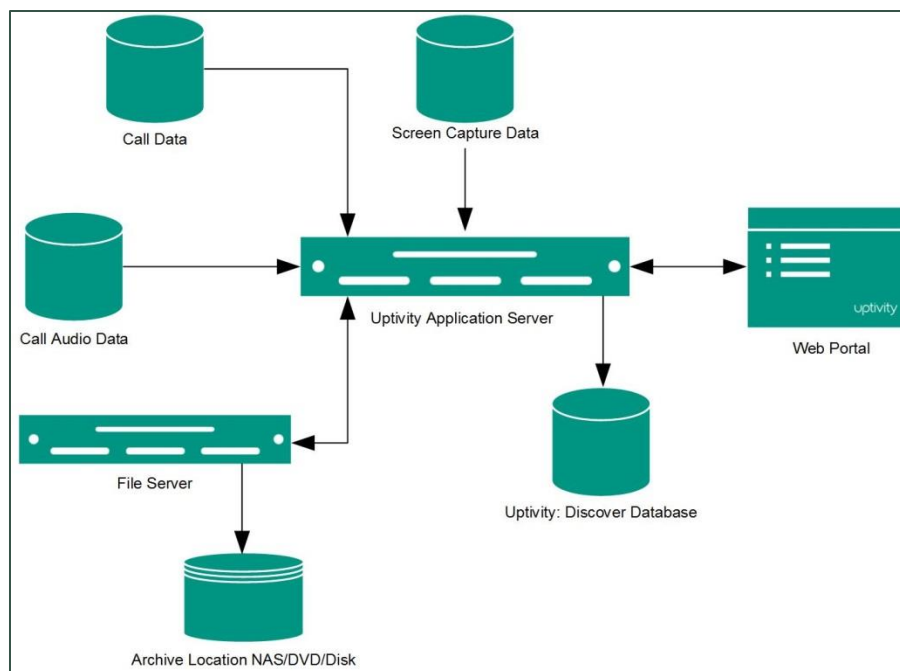 Call Data
Screen Capture Data
Call Audio Data
Uptivity Application Server
uptivity
Web Portal
File Server
Uptivity: Discover Database
Archive Location NAS/DVD/Disk